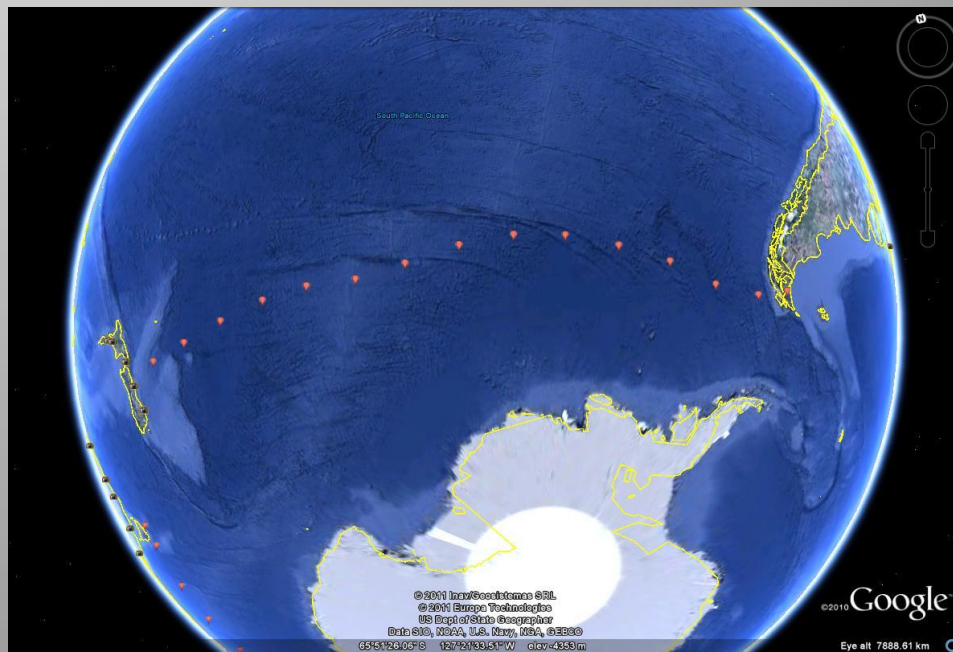 N
South Pacific Ocean
© 2011 Inav/Geosistemas SRL
© 2011 Europa Technologies
US Dept of State Geographer
Data SIO, NOAA, U.S. Navy, NGA, GEBCO
©2010 Google
65°51'26.06" S 127°21'33.51" W elev -4353 m
Eye alt 7888.61 km